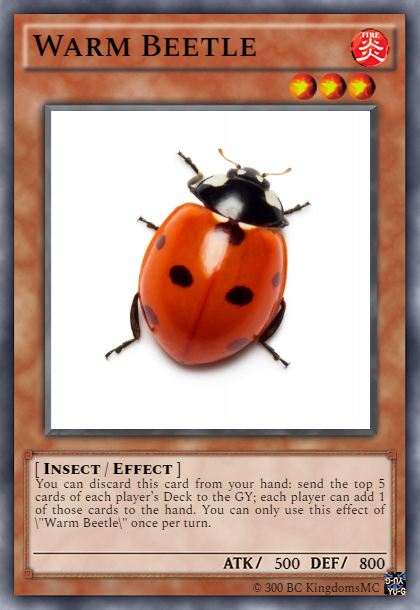 WARM BEETLE
FIRE
炎
[ INSECT / EFFECT ]
You can discard this card from your hand: send the top 5
cards of each player's Deck to the GY; each player can add 1
of those cards to the hand. You can only use this effect of
\"Warm Beetle\" once per turn.
ATK/ 500 DEF/ 800
© 300 BC KingdomsMC